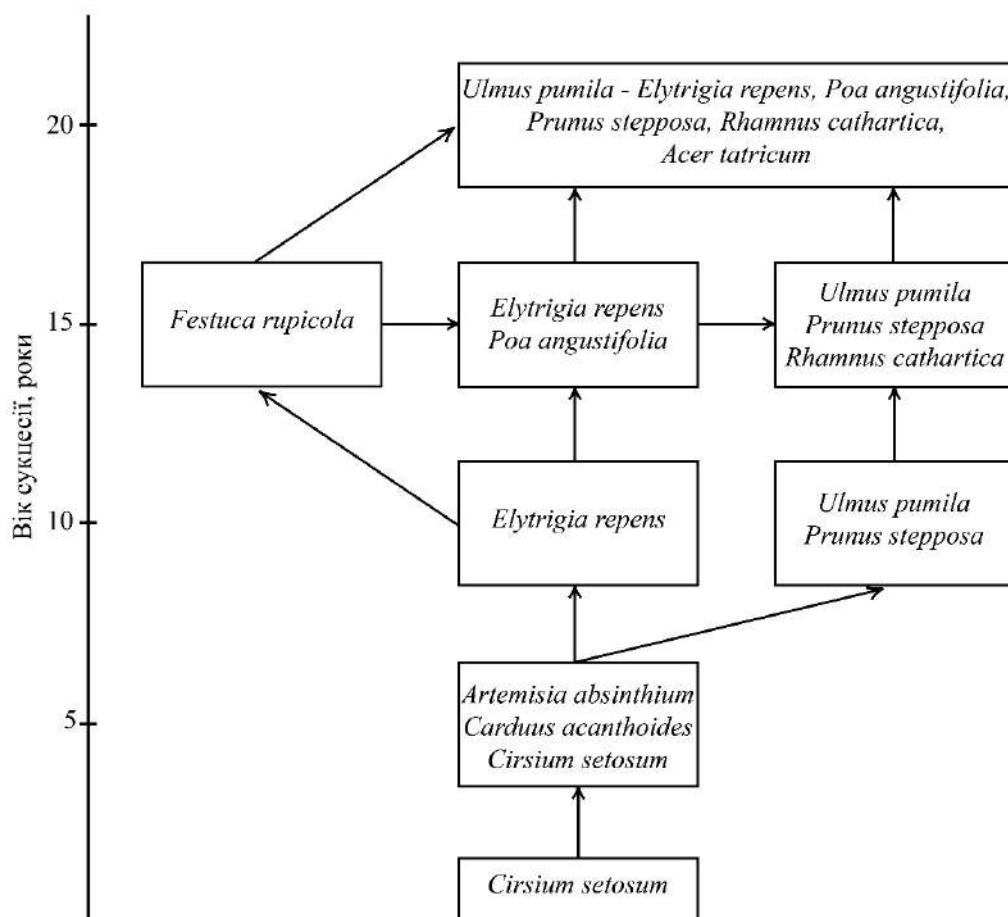 Вік сукцесії, роки
20
15
10
5
Ulmus pumila - Elytrigia repens, Poa angustifolia,
Prunus stepposa, Rhamnus cathartica,
Acer tatricum
Festuca rupicola
Elytrigia repens
Poa angustifolia
Ulmus pumila
Prunus stepposa
Rhamnus cathartica
Elytrigia repens
Ulmus pumila
Prunus stepposa
Artemisia absinthium
Carduus acanthoides
Cirsium setosum
Cirsium setosum